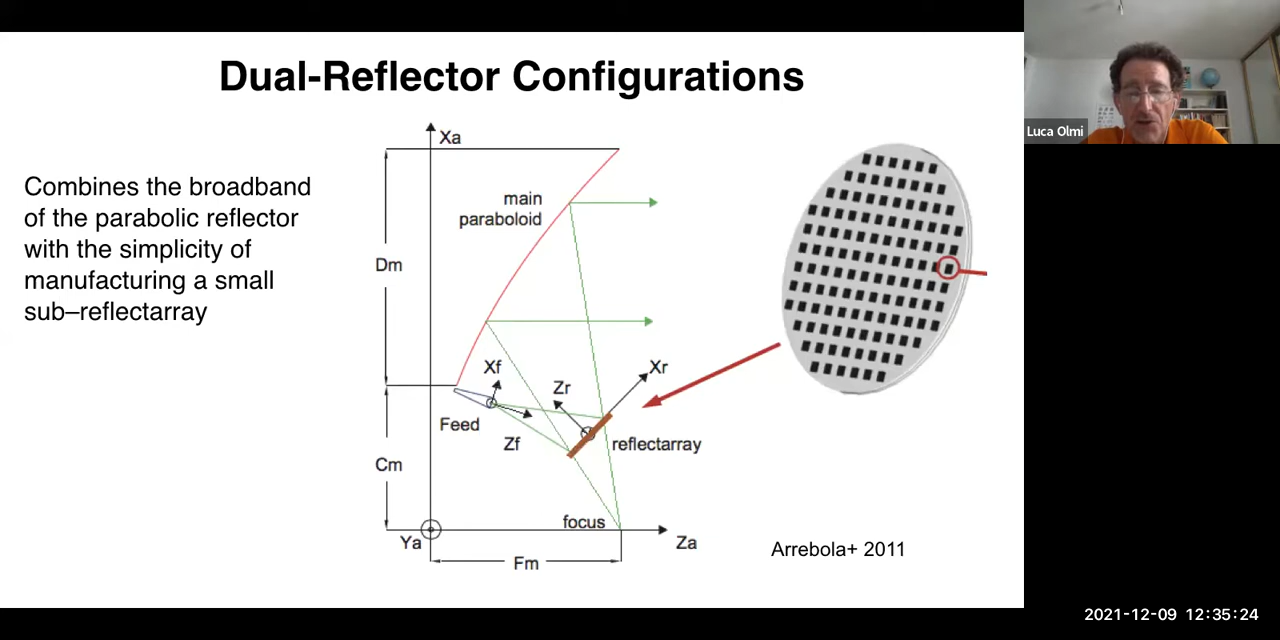 Dual-Reflector Configurations
Luca Olmi
Combines the broadband
of the parabolic reflector
with the simplicity of
manufacturing a small
sub–reflectarray
Xa
main
paraboloid
Dm
Xf
Zr
Xr
Feed
Zf
reflectarray
Cm
focus
Ya
Za
Fm
Arrebola+ 2011
2021-12-09 12:35:24